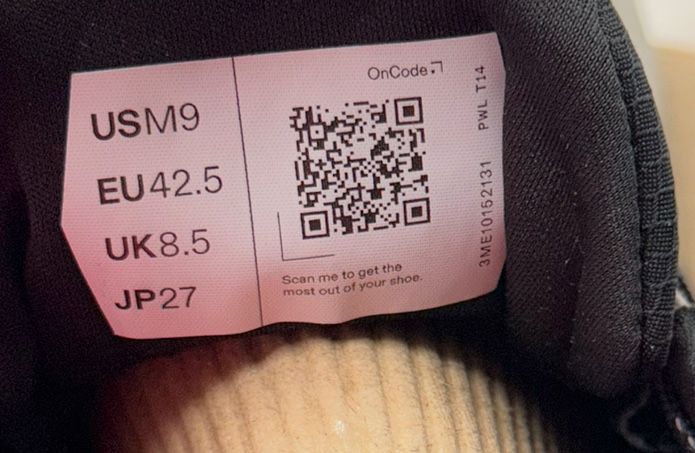 USM9
EU42.5
UK8.5
JP27
OnCode
Scan me to get the
most out of your shoe.
3ME10152131 PWL T14